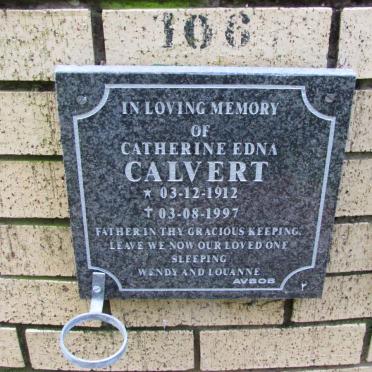 106
IN LOVING MEMORY
OF
CATHERINE EDNA
CALVERT
★ 03-12-1912
✝ 03-08-1997
FATHER IN THY GRACIOUS KEEPING,
LEAVE WE NOW OUR LOVED ONE
SLEEPING
WENDY AND LOUANNE
AVBOB